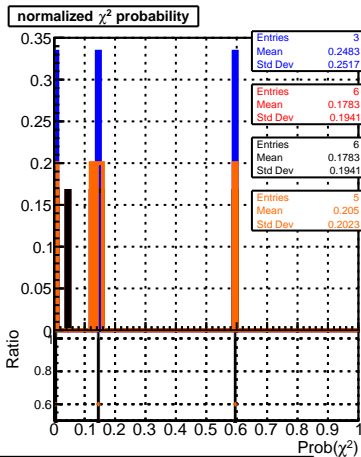 normalized χ² probability
0.35
0.3
0.25
0.2
0.15
0.1
0.05
0
Entries 3
Mean 0.2483
Std Dev 0.2517
Entries 6
Mean 0.1783
Std Dev 0.1941
Entries 6
Mean 0.1783
Std Dev 0.1941
Entries 5
Mean 0.205
Std Dev 0.2023
Ratio
1
0.8
0.6
0 0.1 0.2 0.3 0.4 0.5 0.6 0.7 0.8 0.9 1
Prob(χ²)